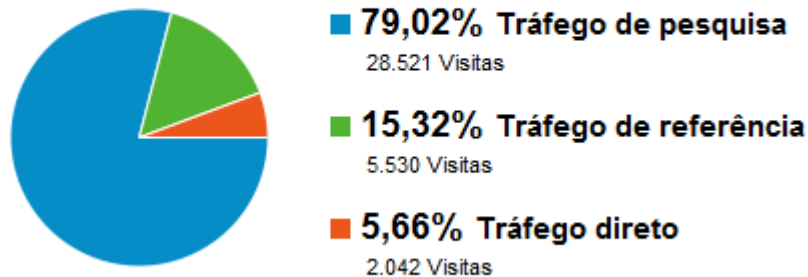 79,02% Tráfego de pesquisa
28.521 Visitas
15,32% Tráfego de referência
5.530 Visitas
5,66% Tráfego direto
2.042 Visitas